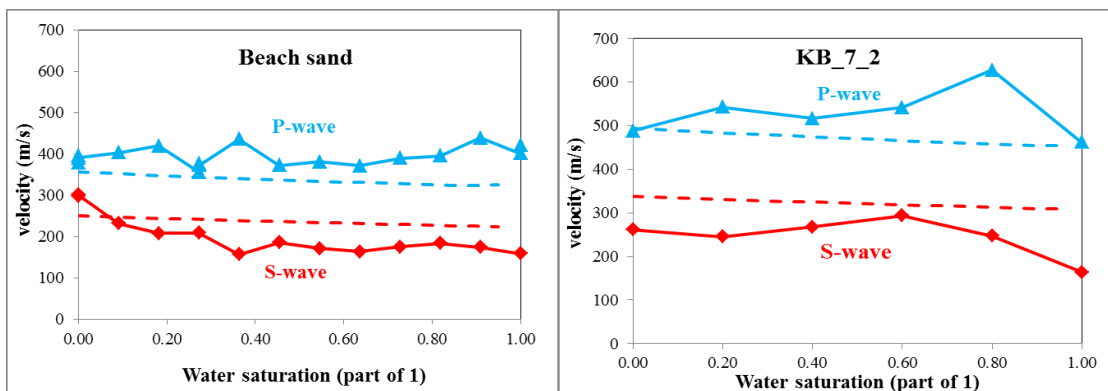 Beach sand
700
600
500
400
300
200
100
0
velocity (m/s)
P-wave
S-wave
0.00 0.20 0.40 0.60 0.80 1.00
Water saturation (part of 1)
KB_7_2
700
600
500
400
300
200
100
0
velocity (m/s)
P-wave
S-wave
0.00 0.20 0.40 0.60 0.80 1.00
Water saturation (part of 1)